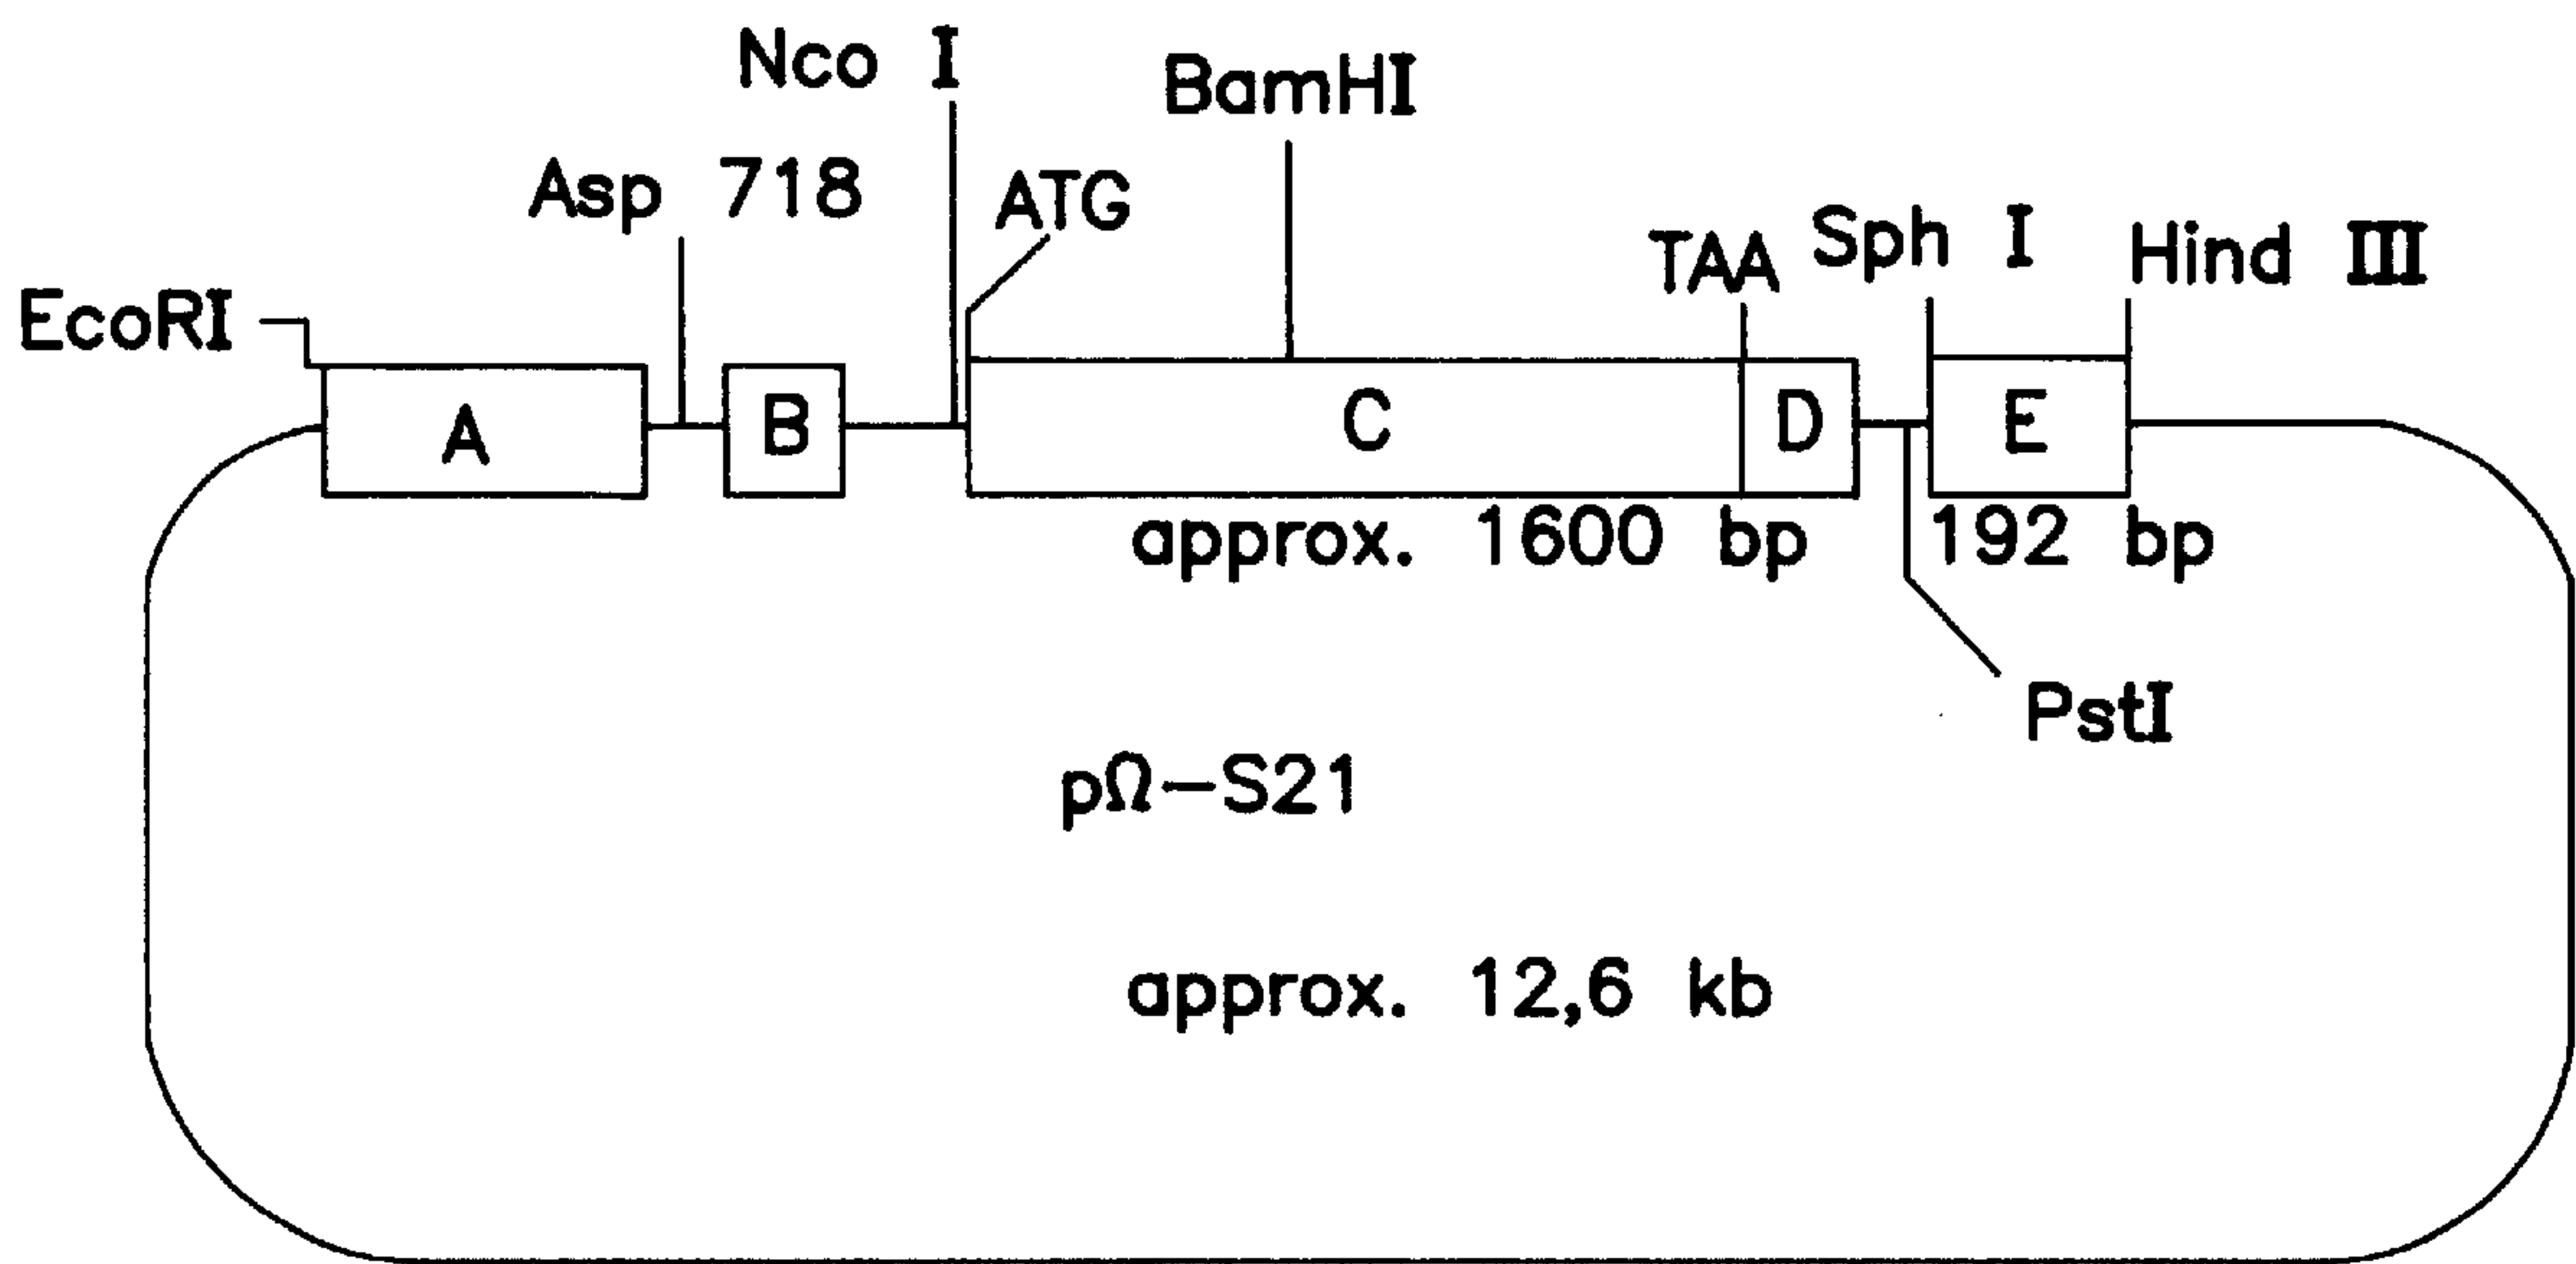 Nco I
BamHI
Asp 718
ATG
Sph I
Hind III
TAA
EcoRI
A
B
C
D
E
approx. 1600 bp
192 bp
PstI
pΩ-S21
approx. 12,6 kb